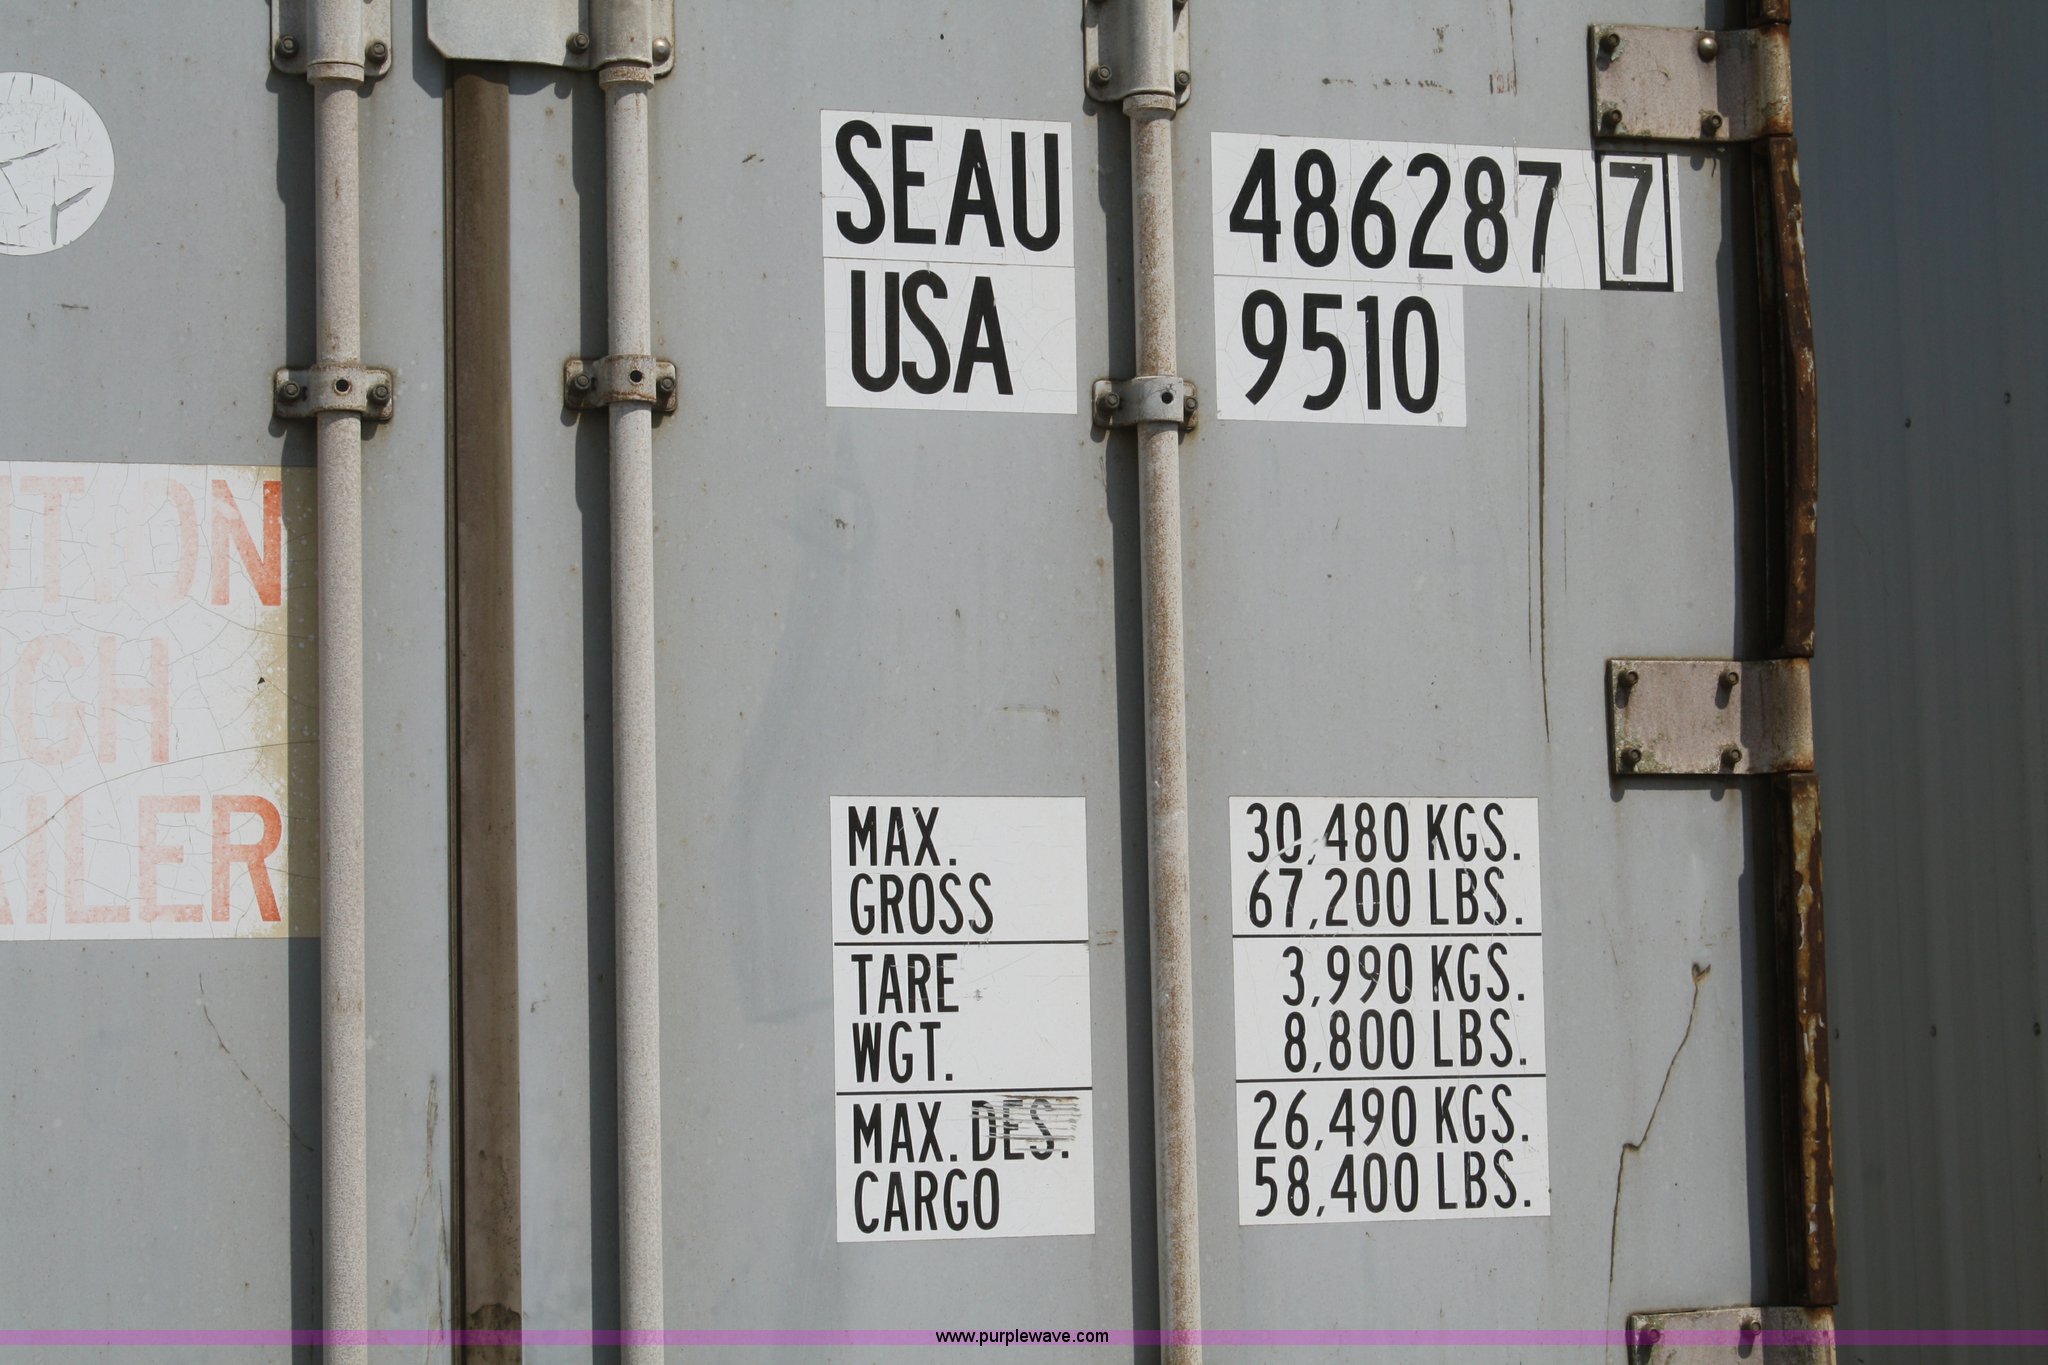 SEAU 486287 7
USA 9510
MAX. GROSS 30,480 KGS.
67,200 LBS.
TARE WGT. 3,990 KGS.
8,800 LBS.
MAX. DES. CARGO 26,490 KGS.
58,400 LBS.
www.purplewave.com